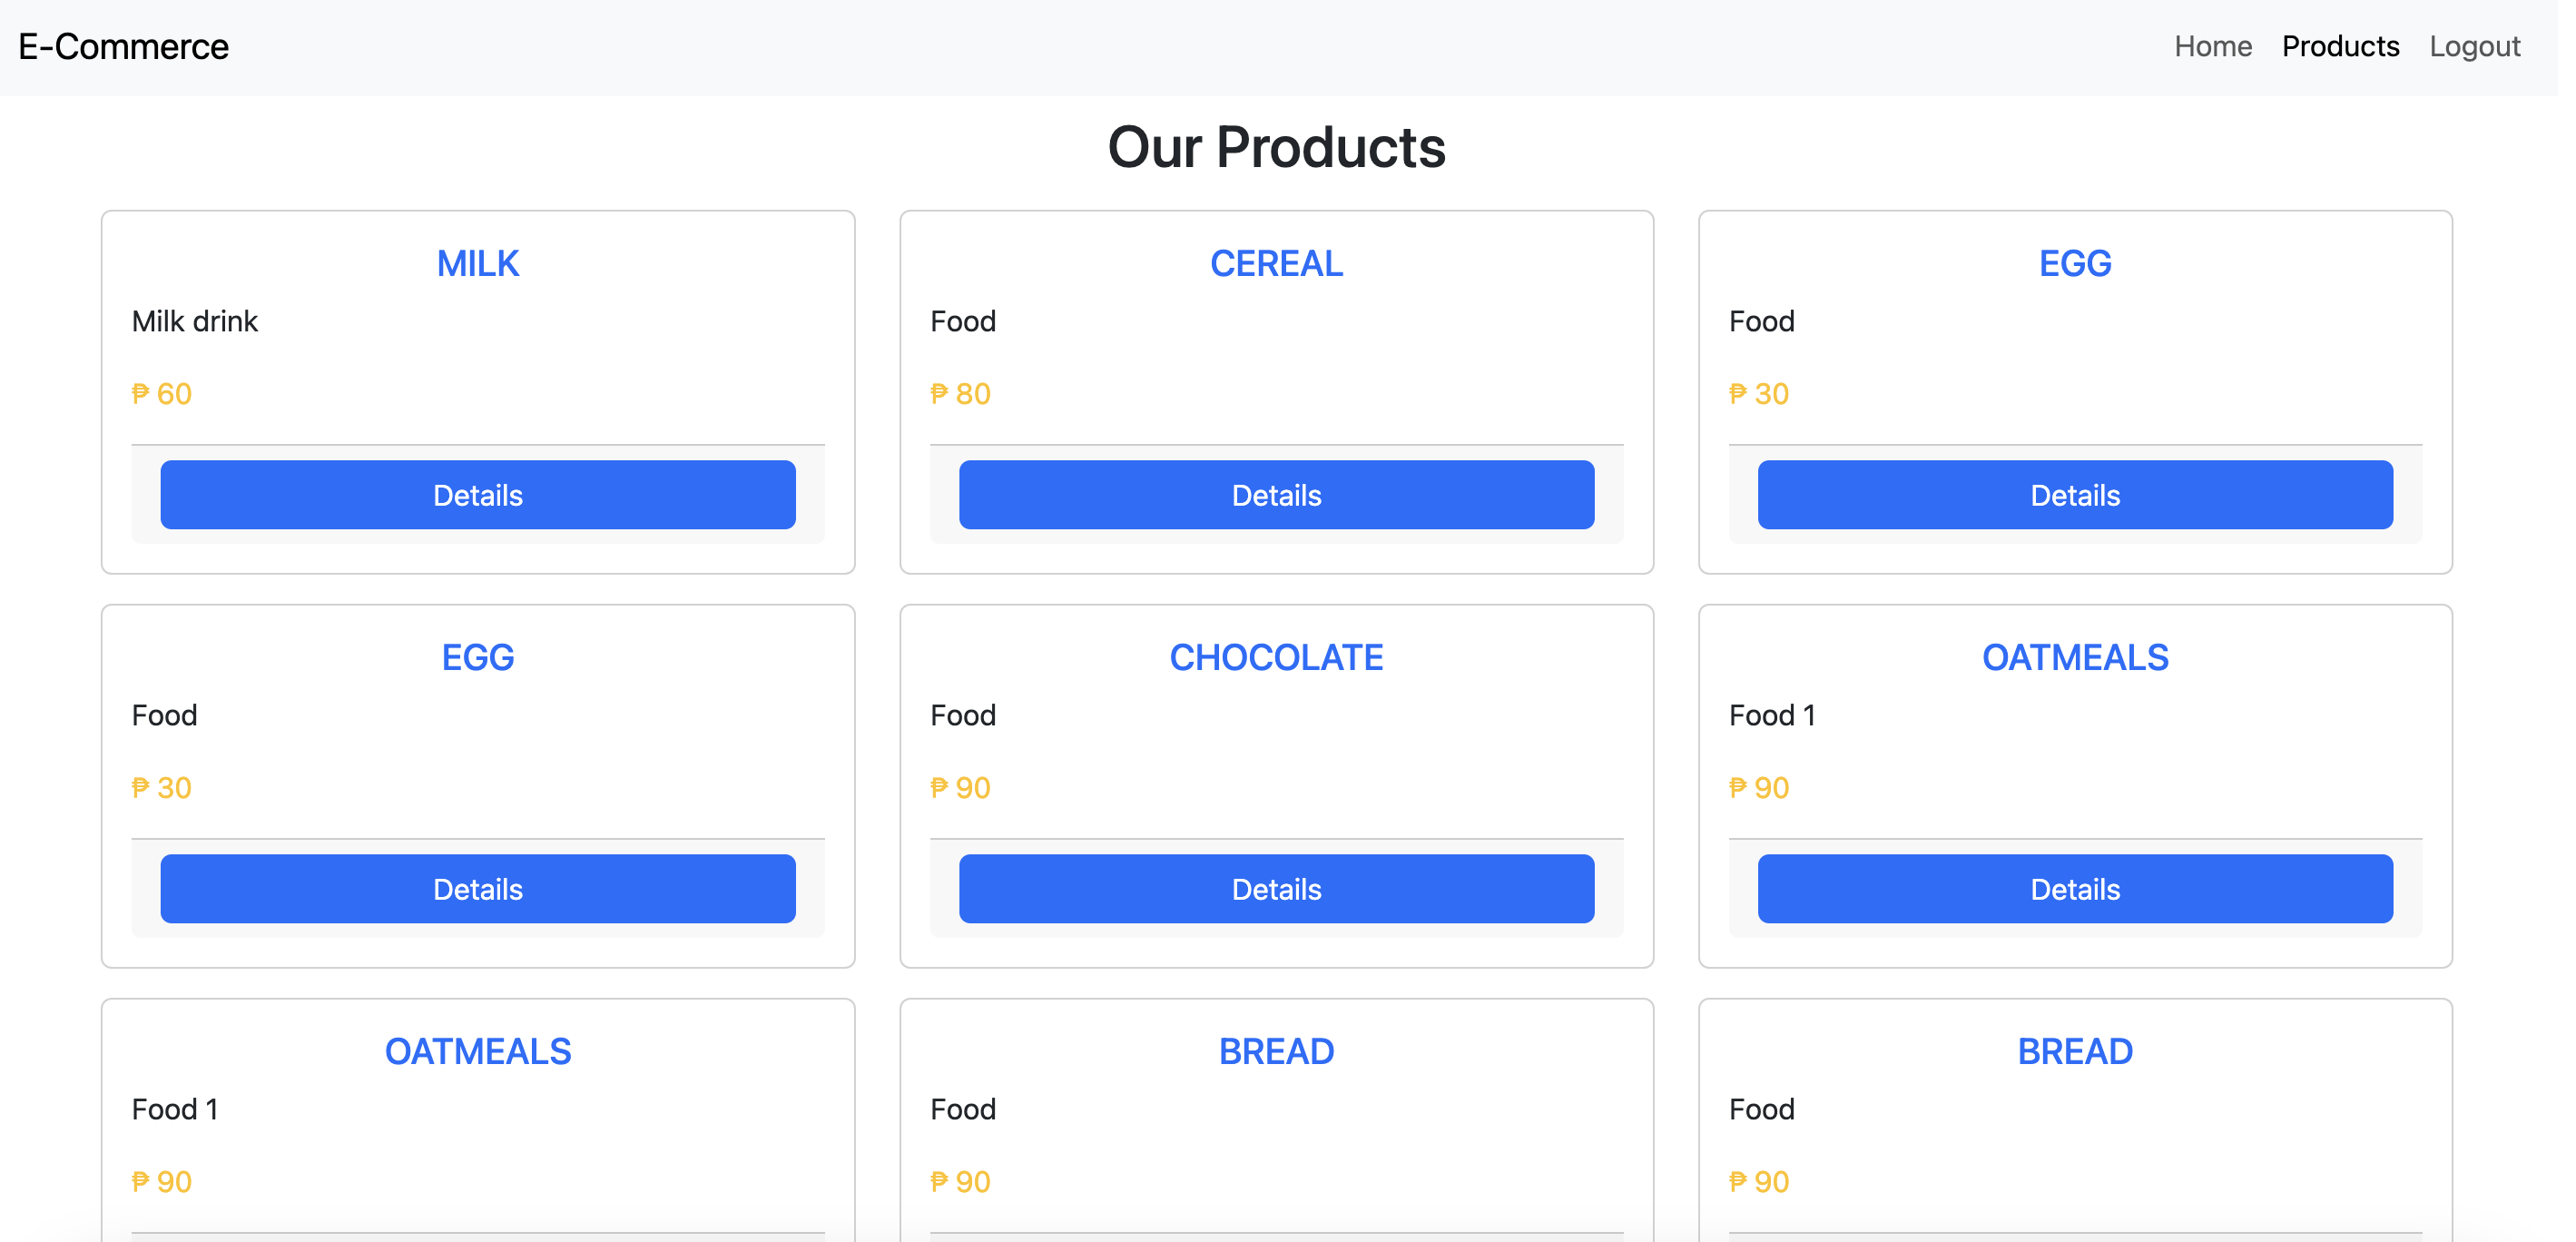 E-Commerce
Home Products Logout
Our Products
MILK
Milk drink
₱ 60
Details
CEREAL
Food
₱ 80
Details
EGG
Food
₱ 30
Details
EGG
Food
₱ 30
Details
CHOCOLATE
Food
₱ 90
Details
OATMEALS
Food 1
₱ 90
Details
OATMEALS
Food 1
₱ 90
BREAD
Food
₱ 90
BREAD
Food
₱ 90